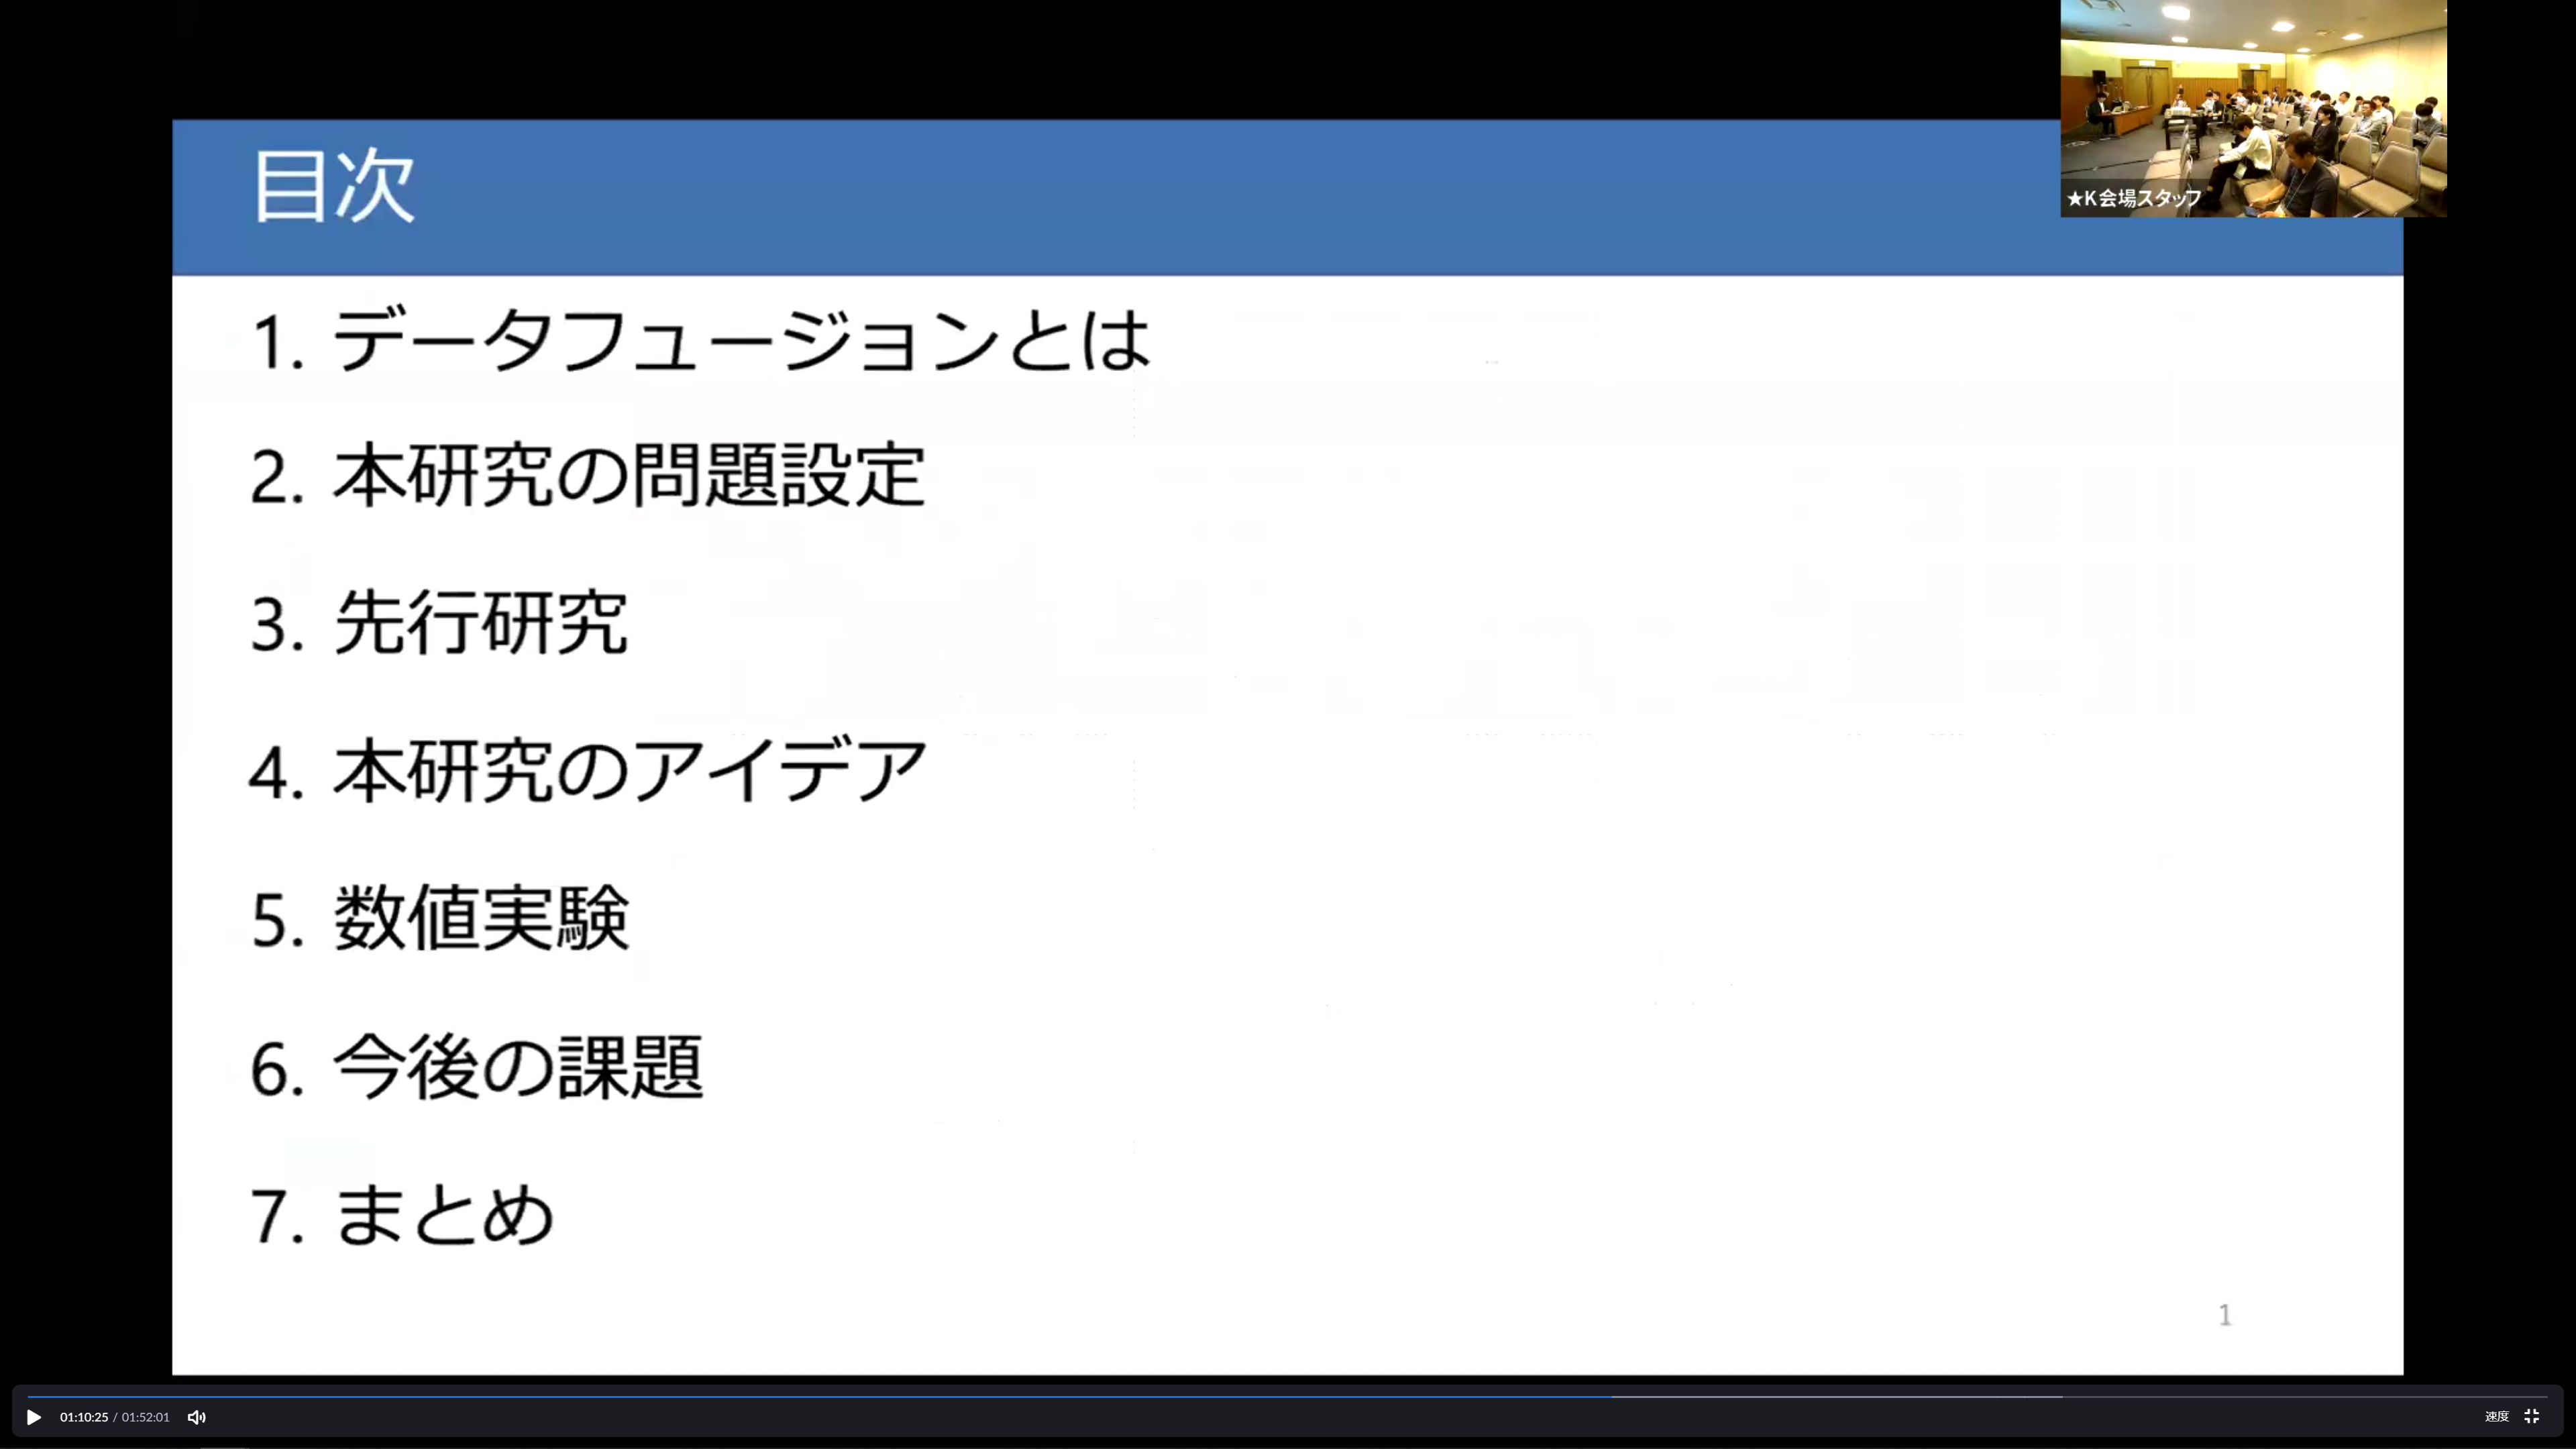 目次
★K会場スタッフ
1. データフュージョンとは
2. 本研究の問題設定
3. 先行研究
4. 本研究のアイデア
5. 数値実験
6. 今後の課題
7. まとめ
1
01:10:25 / 01:52:01
速度